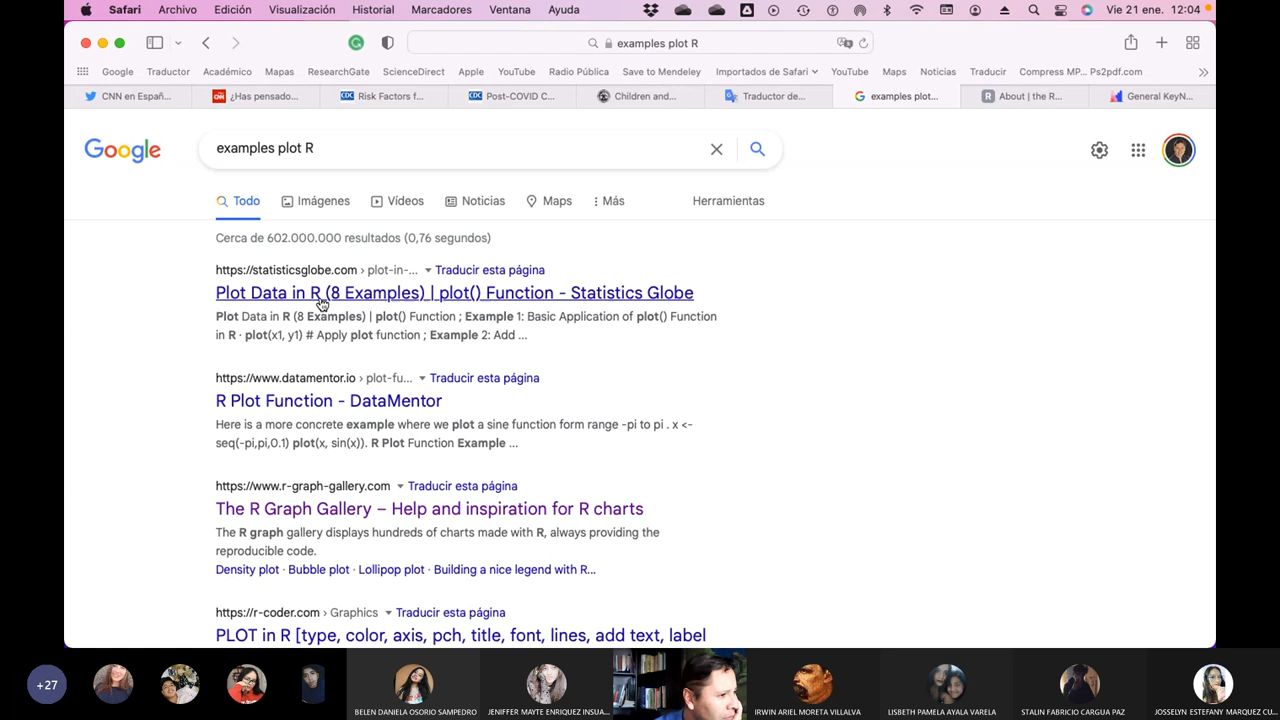 Safari Archivo Edición Visualización Historial Marcadores Ventana Ayuda Vie 21 ene. 12:04
examples plot R
Google Traductor Académico Mapas ResearchGate ScienceDirect Apple YouTube Radio Pública Save to Mendeley Importados de Safari YouTube Maps Noticias Traducir Compress MP... Ps2pdf.com
CNN en Españ... ¿Has pensado... Risk Factors f... Post-COVID C... Children and... Traductor de... examples plot... About | the R... General KeyN...
Google
examples plot R
Todo Imágenes Vídeos Noticias Maps Más Herramientas
Cerca de 602.000.000 resultados (0,76 segundos)
https://statisticsglobe.com › plot-in-... Traducir esta página
Plot Data in R (8 Examples) | plot() Function - Statistics Globe
Plot Data in R (8 Examples) | plot() Function ; Example 1: Basic Application of plot() Function
in R · plot(x1, y1) # Apply plot function ; Example 2: Add ...
https://www.datamentor.io › plot-fu... Traducir esta página
R Plot Function - DataMentor
Here is a more concrete example where we plot a sine function form range -pi to pi . x <-
seq(-pi,pi,0.1) plot(x, sin(x)). R Plot Function Example ...
https://www.r-graph-gallery.com Traducir esta página
The R Graph Gallery – Help and inspiration for R charts
The R graph gallery displays hundreds of charts made with R, always providing the
reproducible code.
Density plot · Bubble plot · Lollipop plot · Building a nice legend with R...
https://r-coder.com › Graphics Traducir esta página
PLOT in R [type, color, axis, pch, title, font, lines, add text, label
+27
BELEN DANIELA OSORIO SAMPEDRO JENIFFER MAYTE ENRIQUEZ INSUA... IRWIN ARIEL MORETA VILLALVA LISBETH PAMELA AYALA VARELA STALIN FABRICIO CARGUA PAZ JOSSELYN ESTEFANY MARQUEZ CU...